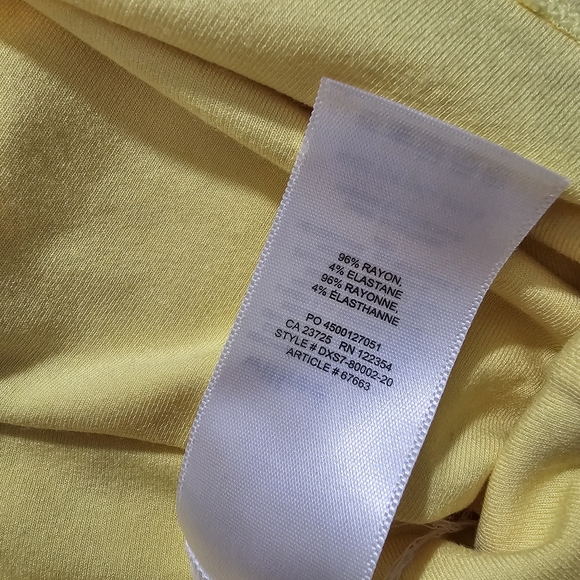 96% RAYON,
4% ELASTANE
96% RAYONNE,
4% ÉLASTHANNE
PO 4500127051
CA 23725 RN 122354
STYLE # DXS7-80002-20
ARTICLE # 67663